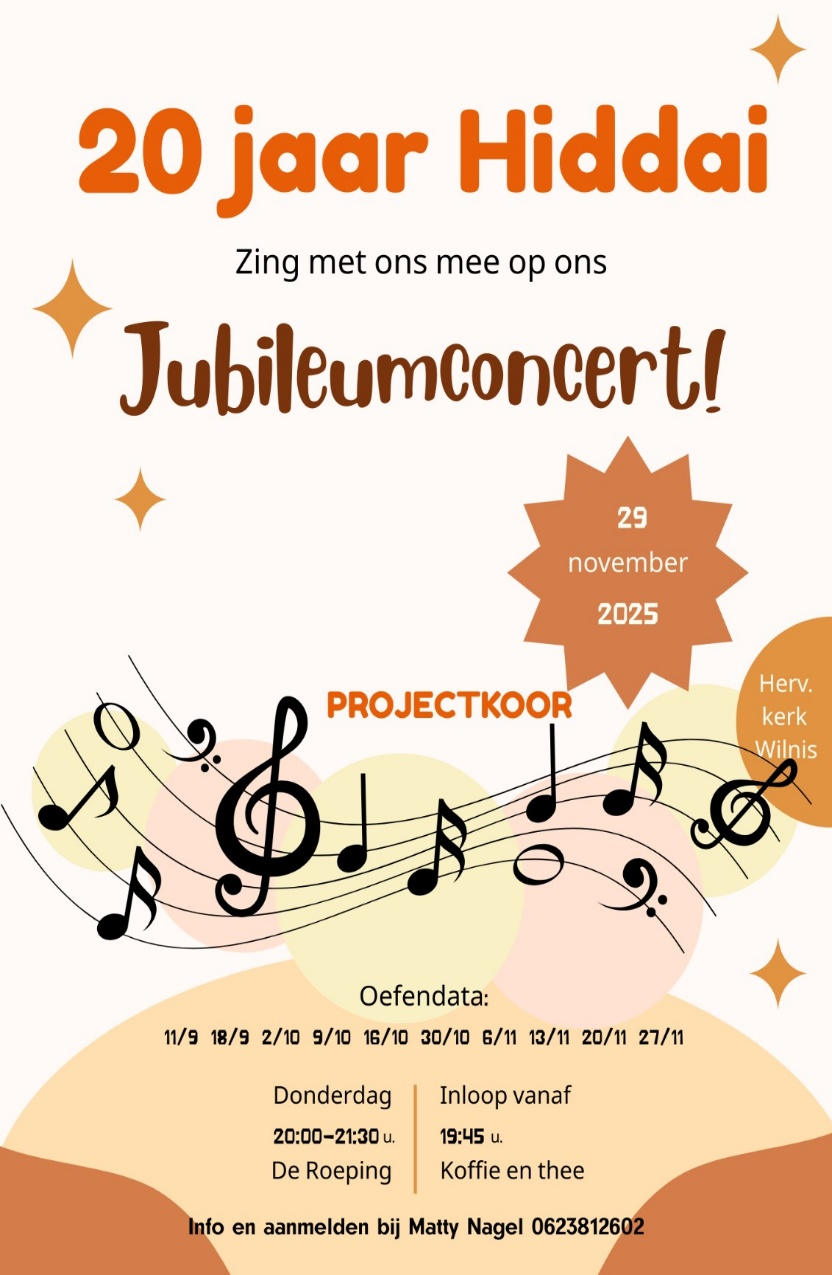 20 jaar Hiddai
Zing met ons mee op ons
Jubileumconcert!
29
november
2025
Herv.
kerk
Wilnis
PROJECTKOOR
Oefendata:
11/9 18/9 2/10 9/10 16/10 30/10 6/11 13/11 20/11 27/11
Donderdag
20:00-21:30 u.
De Roeping
Inloop vanaf
19:45 u.
Koffie en thee
Info en aanmelden bij Matty Nagel 0623812602